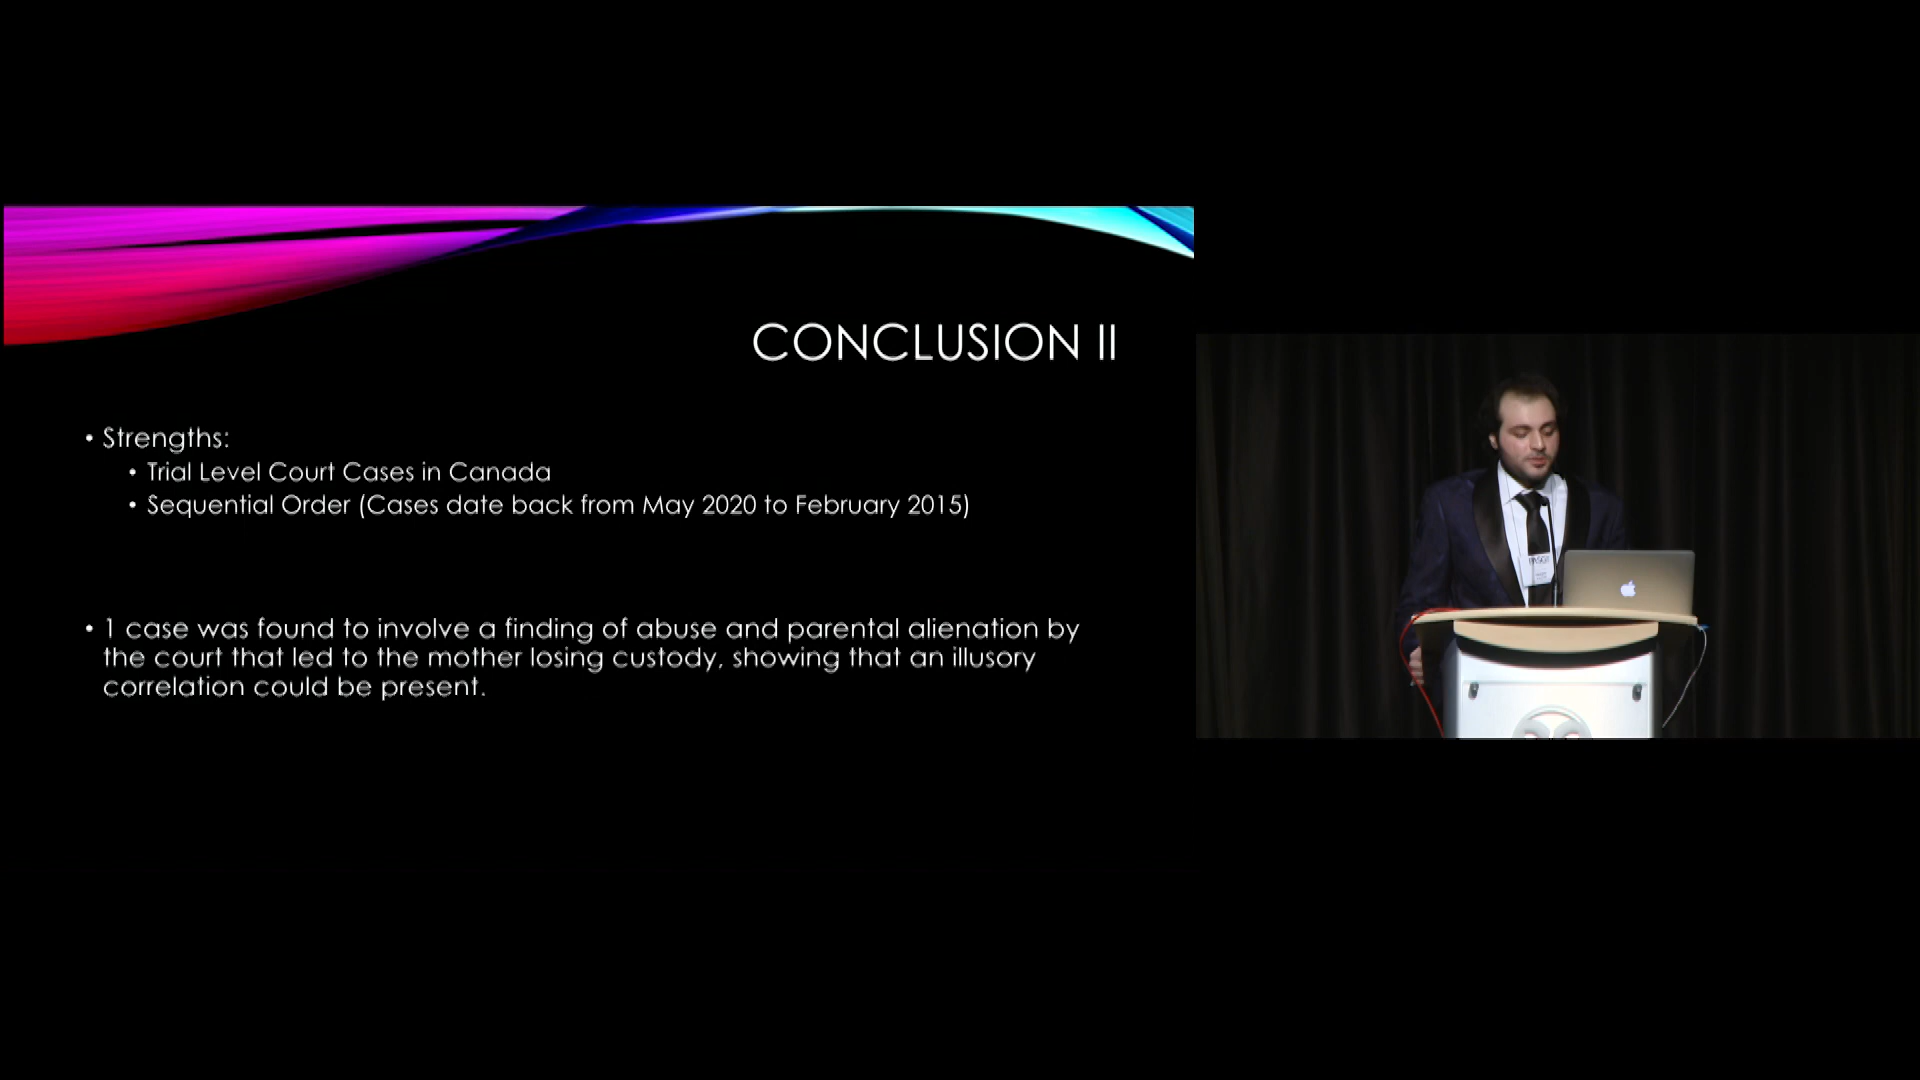 CONCLUSION II
• Strengths:
• Trial Level Court Cases in Canada
• Sequential Order (Cases date back from May 2020 to February 2015)
• 1 case was found to involve a finding of abuse and parental alienation by
the court that led to the mother losing custody, showing that an illusory
correlation could be present.